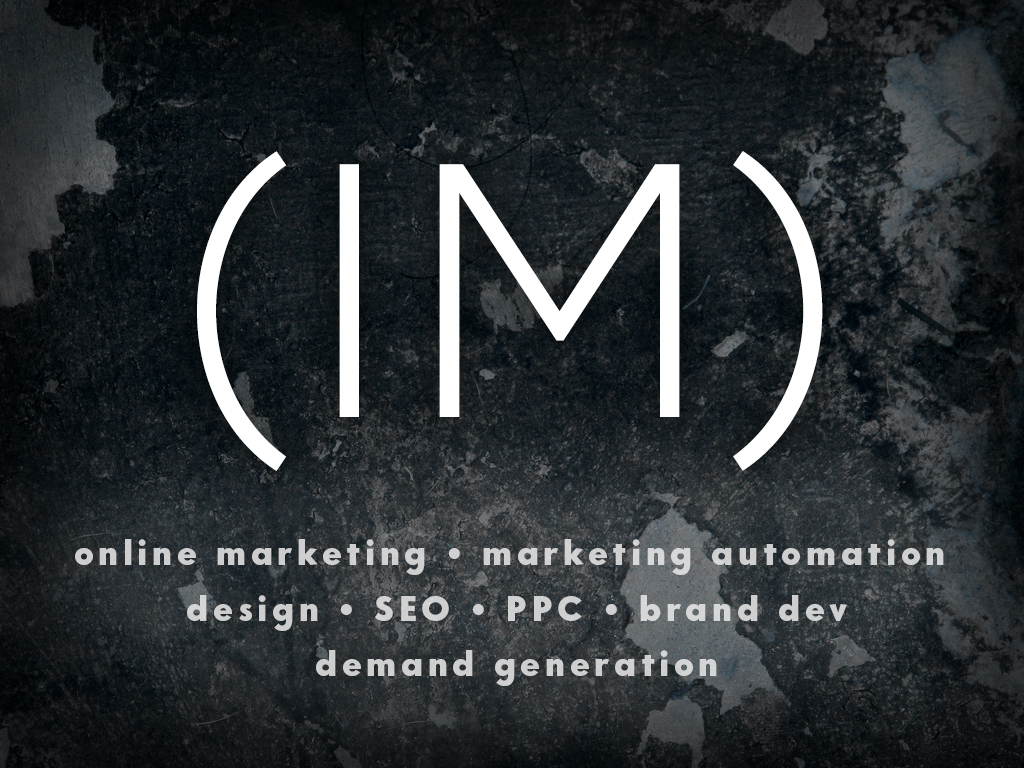 (IM)
online marketing • marketing automation
design • SEO • PPC • brand dev
demand generation